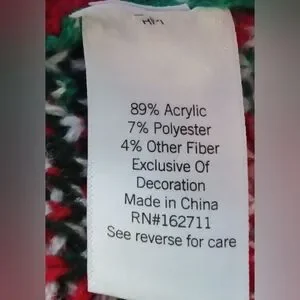 89% Acrylic
7% Polyester
4% Other Fiber
Exclusive Of
Decoration
Made in China
RN#162711
See reverse for care